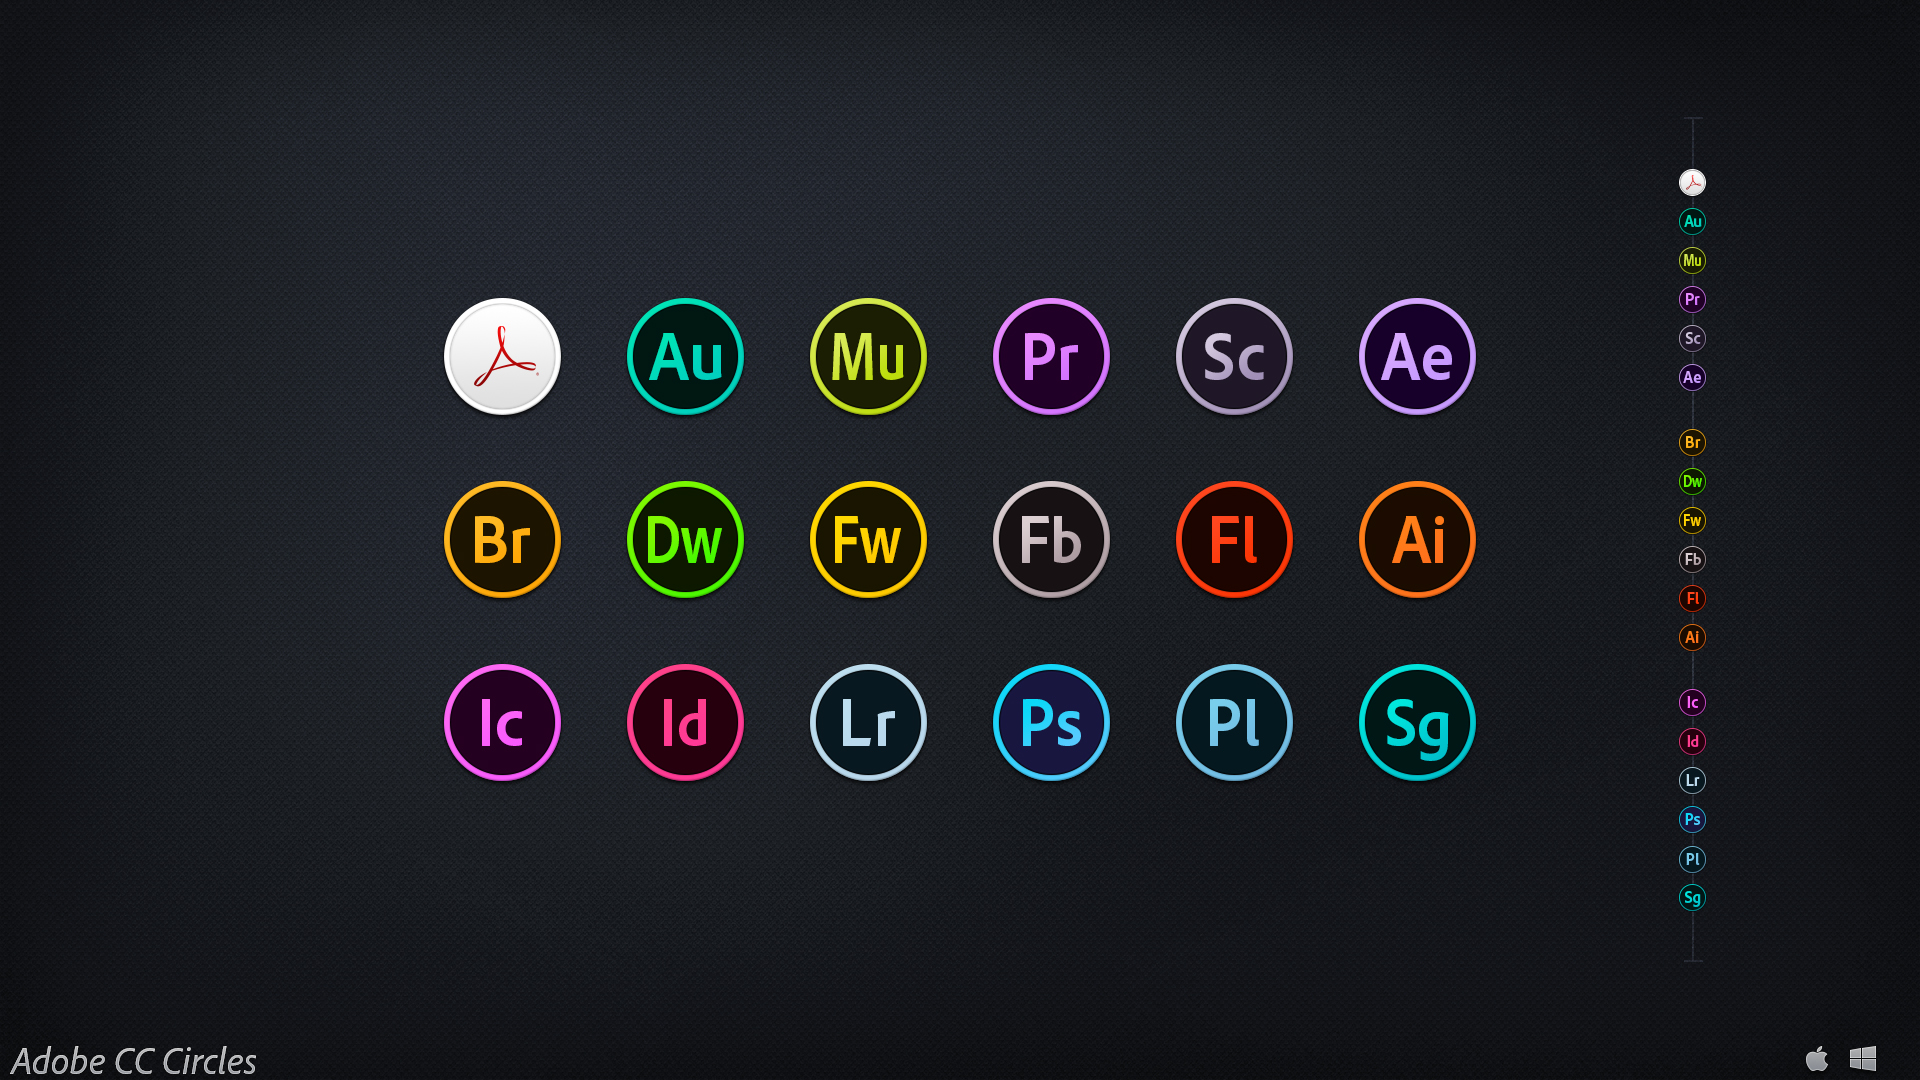 Au Mu Pr Sc Ae
Br Dw Fw Fb Fl Ai
Ic Id Lr Ps Pl Sg
Au
Mu
Pr
Sc
Ae
Br
Dw
Fw
Fb
Fl
Ai
Ic
Id
Lr
Ps
Pl
Sg
Adobe CC Circles